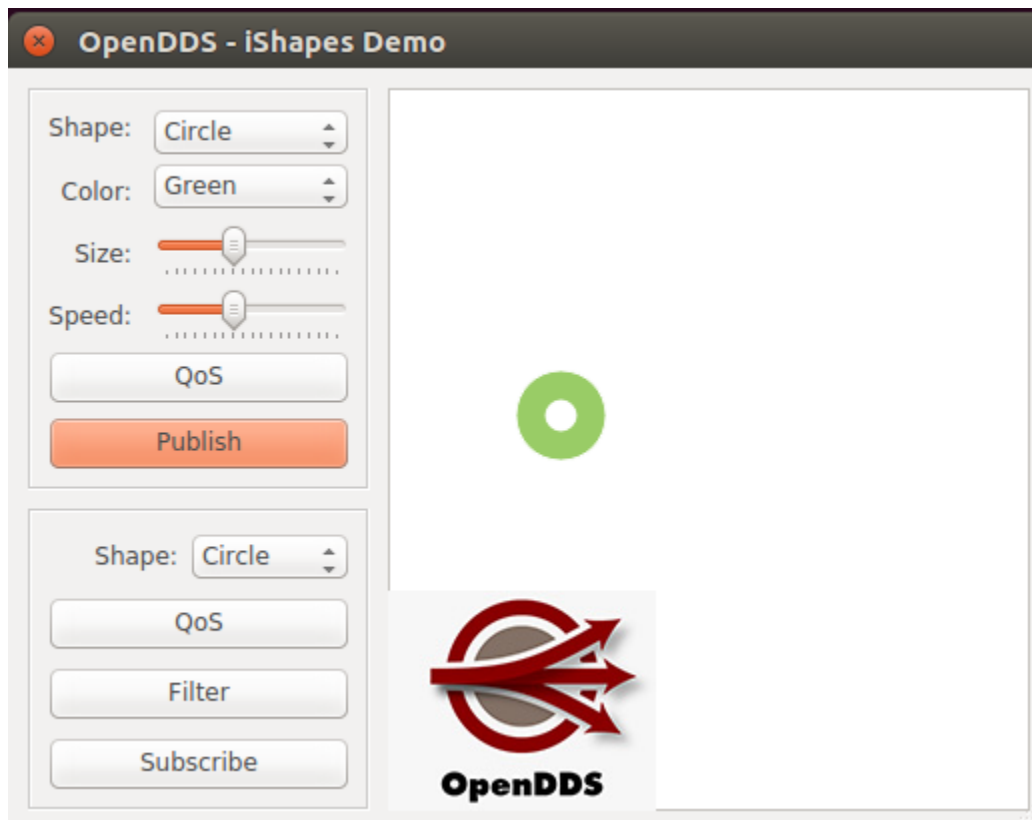 OpenDDS - iShapes Demo
Shape: Circle
Color: Green
Size:
Speed:
QoS
Publish
Shape: Circle
QoS
Filter
Subscribe
OpenDDS